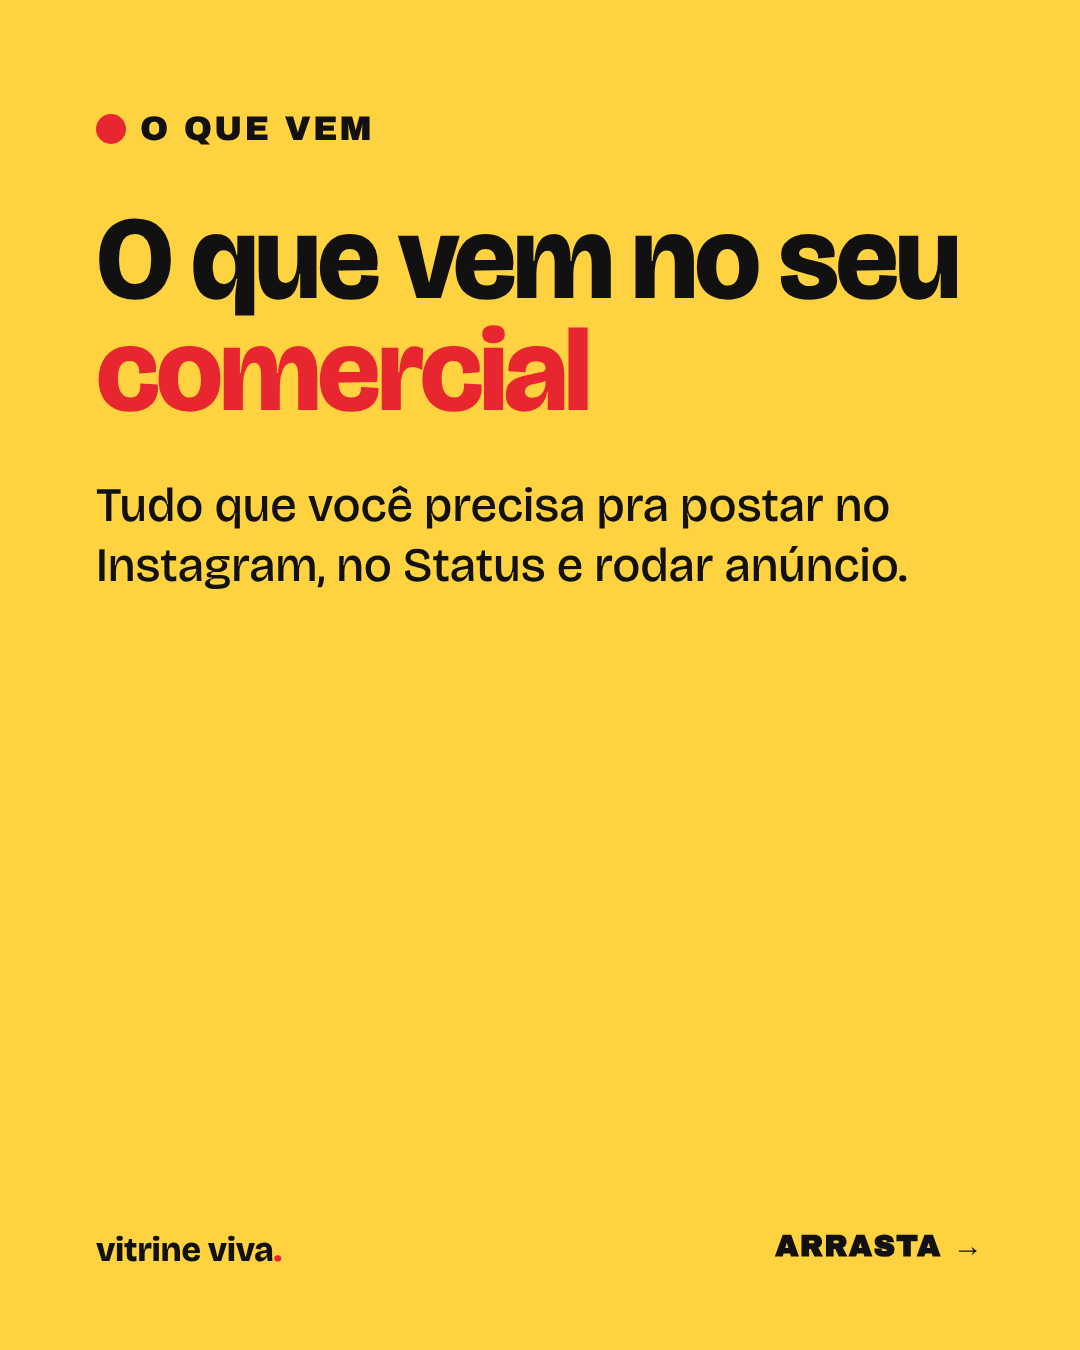 O QUE VEM
O que vem no seu
comercial
Tudo que você precisa pra postar no
Instagram, no Status e rodar anúncio.
vitrine viva.
ARRASTA →